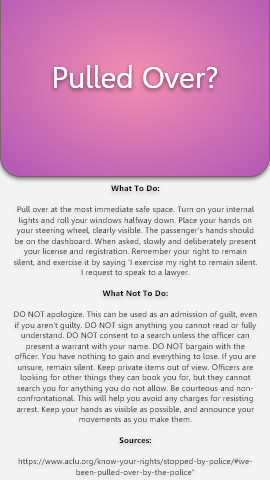 Pulled Over?
What To Do:
Pull over at the most immediate safe space. Turn on your internal
lights and roll your windows halfway down. Place your hands on
your steering wheel, clearly visible. The passenger's hands should
be on the dashboard. When asked, slowly and deliberately present
your license and registration. Remember your right to remain
silent, and exercise it by saying 'I exercise my right to remain silent.
I request to speak to a lawyer.
What Not To Do:
DO NOT apologize. This can be used as an admission of guilt, even
if you aren't guilty. DO NOT sign anything you cannot read or fully
understand. DO NOT consent to a search unless the officer can
present a warrant with your name. DO NOT bargain with the
officer. You have nothing to gain and everything to lose. If you are
unsure, remain silent. Keep private items out of view. Officers are
looking for other things they can book you for, but they cannot
search you for anything you do not allow. Be courteous and non-
confrontational. This will help you avoid any charges for resisting
arrest. Keep your hands as visible as possible, and announce your
movements as you make them.
Sources:
https://www.aclu.org/know-your-rights/stopped-by-police/#ive-
been-pulled-over-by-the-police"